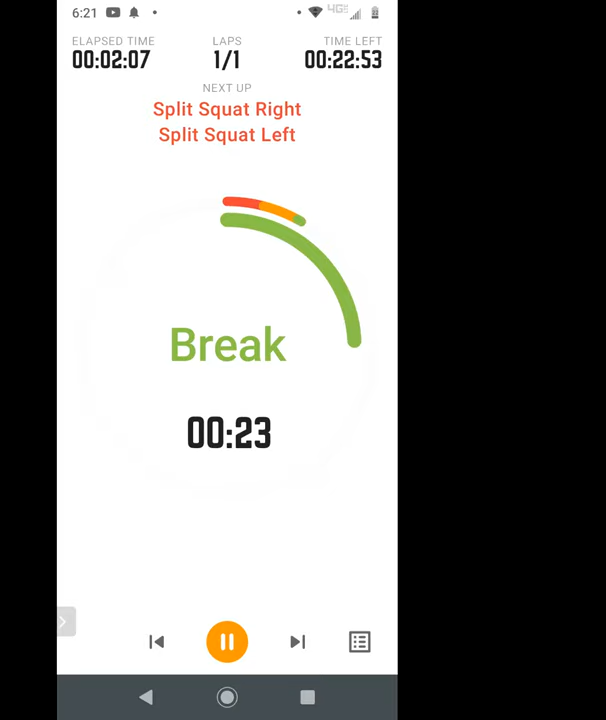 6:21 4G
ELAPSED TIME LAPS TIME LEFT
00:02:07 1/1 00:22:53
NEXT UP
Split Squat Right
Split Squat Left
Break
00:23